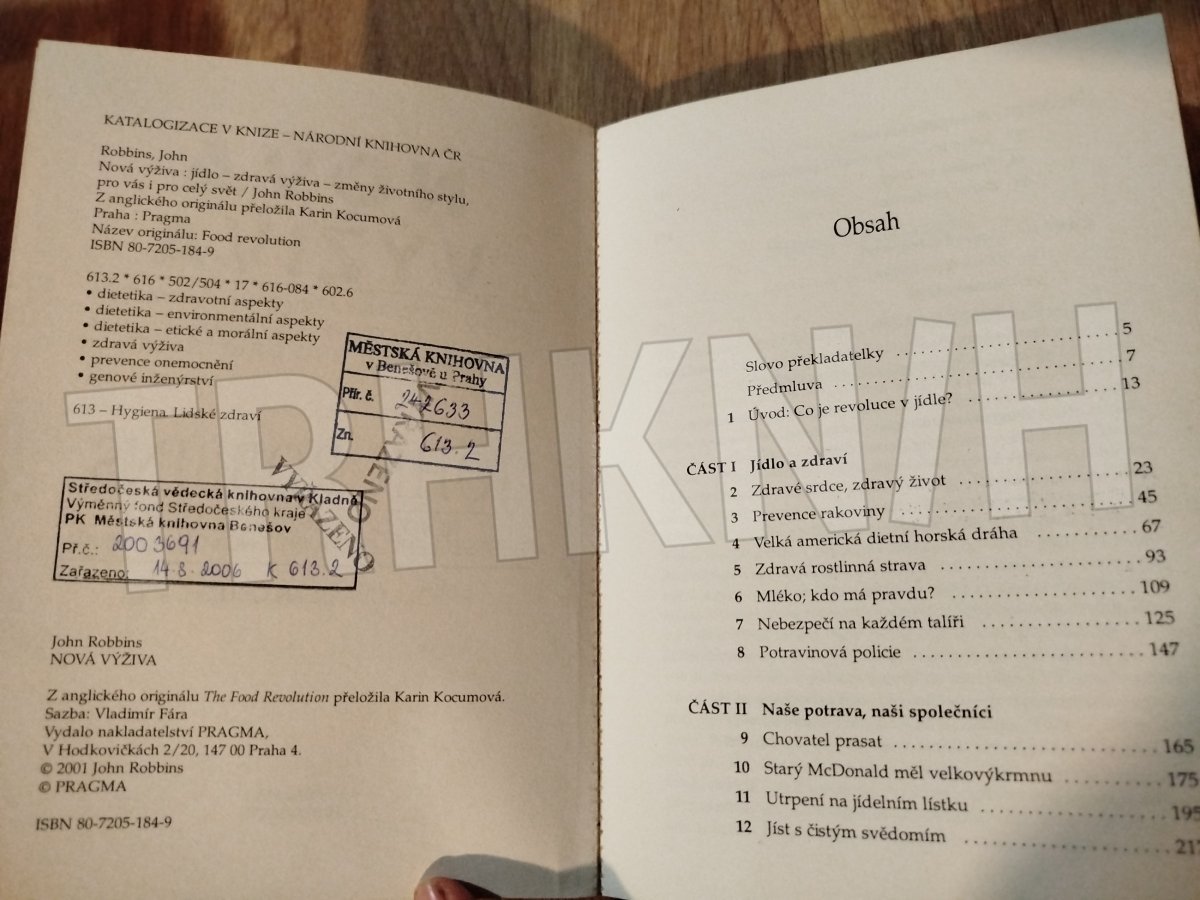 KATALOGIZACE V KNIZE – NÁRODNÍ KNIHOVNA ČR
Robbins, John
Nová výživa : jídlo – zdravá výživa – změny životního stylu,
pro vás i pro celý svět / John Robbins
Z anglického originálu přeložila Karin Kocumová
Praha : Pragma
Název originálu: Food revolution
ISBN 80-7205-184-9
613.2 * 616 * 502/504 * 17 * 616-084 * 602.6
• dietetika – zdravotní aspekty
• dietetika – environmentální aspekty
• dietetika – etické a morální aspekty
• zdravá výživa
• prevence onemocnění
• genové inženýrství
613 – Hygiena. Lidské zdraví
MĚSTSKÁ KNIHOVNA
v Benešově u Prahy
Přír. č. 242633
Zn. 613.2
VYŘAZENO
VYŘAZENO
Středočeská vědecká knihovna v Kladně
Výměnný fond Středočeského kraje
PK Městská knihovna Benešov
Př.č.: 2003691
Zařazeno: 14.8.2006 K 613.2
John Robbins
NOVÁ VÝŽIVA
Z anglického originálu The Food Revolution přeložila Karin Kocumová.
Sazba: Vladimír Fára
Vydalo nakladatelství PRAGMA,
V Hodkovičkách 2/20, 147 00 Praha 4.
© 2001 John Robbins
© PRAGMA
ISBN 80-7205-184-9
Obsah
Slovo překladatelky 5
Předmluva 7
1 Úvod: Co je revoluce v jídle? 13
ČÁST I Jídlo a zdraví
2 Zdravé srdce, zdravý život 23
3 Prevence rakoviny 45
4 Velká americká dietní horská dráha 67
5 Zdravá rostlinná strava 93
6 Mléko; kdo má pravdu? 109
7 Nebezpečí na každém talíři 125
8 Potravinová policie 147
ČÁST II Naše potrava, naši společníci
9 Chovatel prasat 165
10 Starý McDonald měl velkovýkrmnu 175
11 Utrpení na jídelním lístku 195
12 Jíst s čistým svědomím 217
TRHKNIH